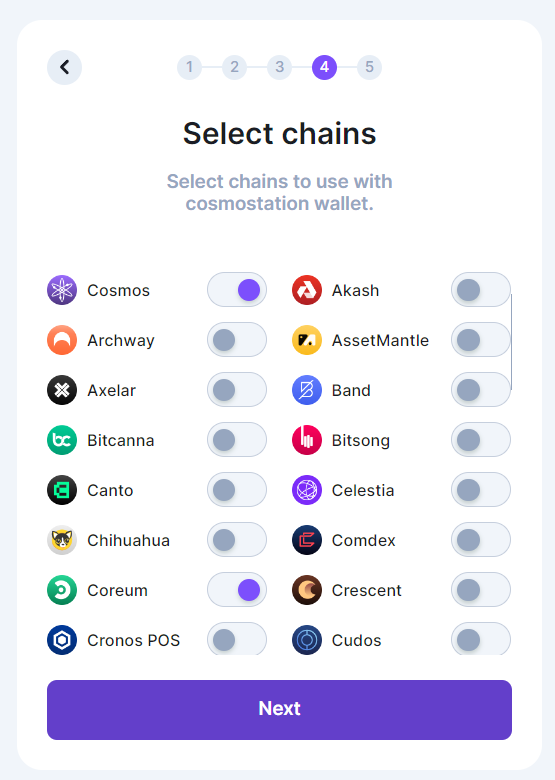 1 2 3 4 5
Select chains
Select chains to use with
cosmostation wallet.
Cosmos Akash
Archway AssetMantle
Axelar Band
Bitcanna Bitsong
Canto Celestia
Chihuahua Comdex
Coreum Crescent
Cronos POS Cudos
Next